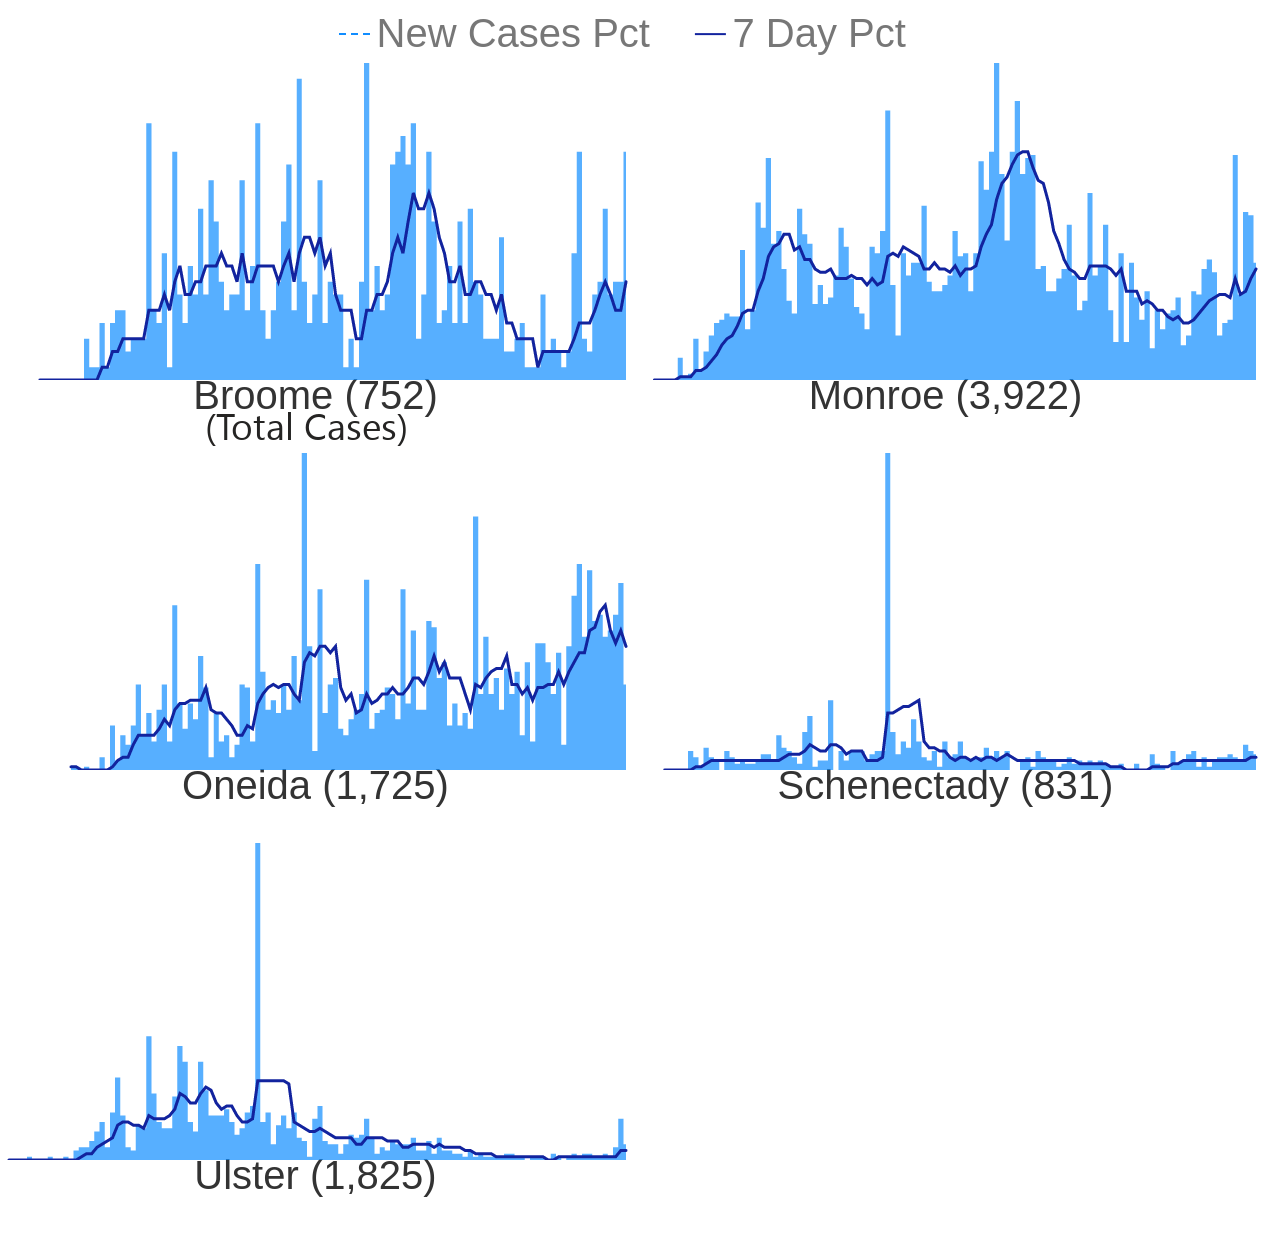 New Cases Pct 7 Day Pct
Broome (752)
(Total Cases)
Monroe (3,922)
Oneida (1,725)
Schenectady (831)
Ulster (1,825)